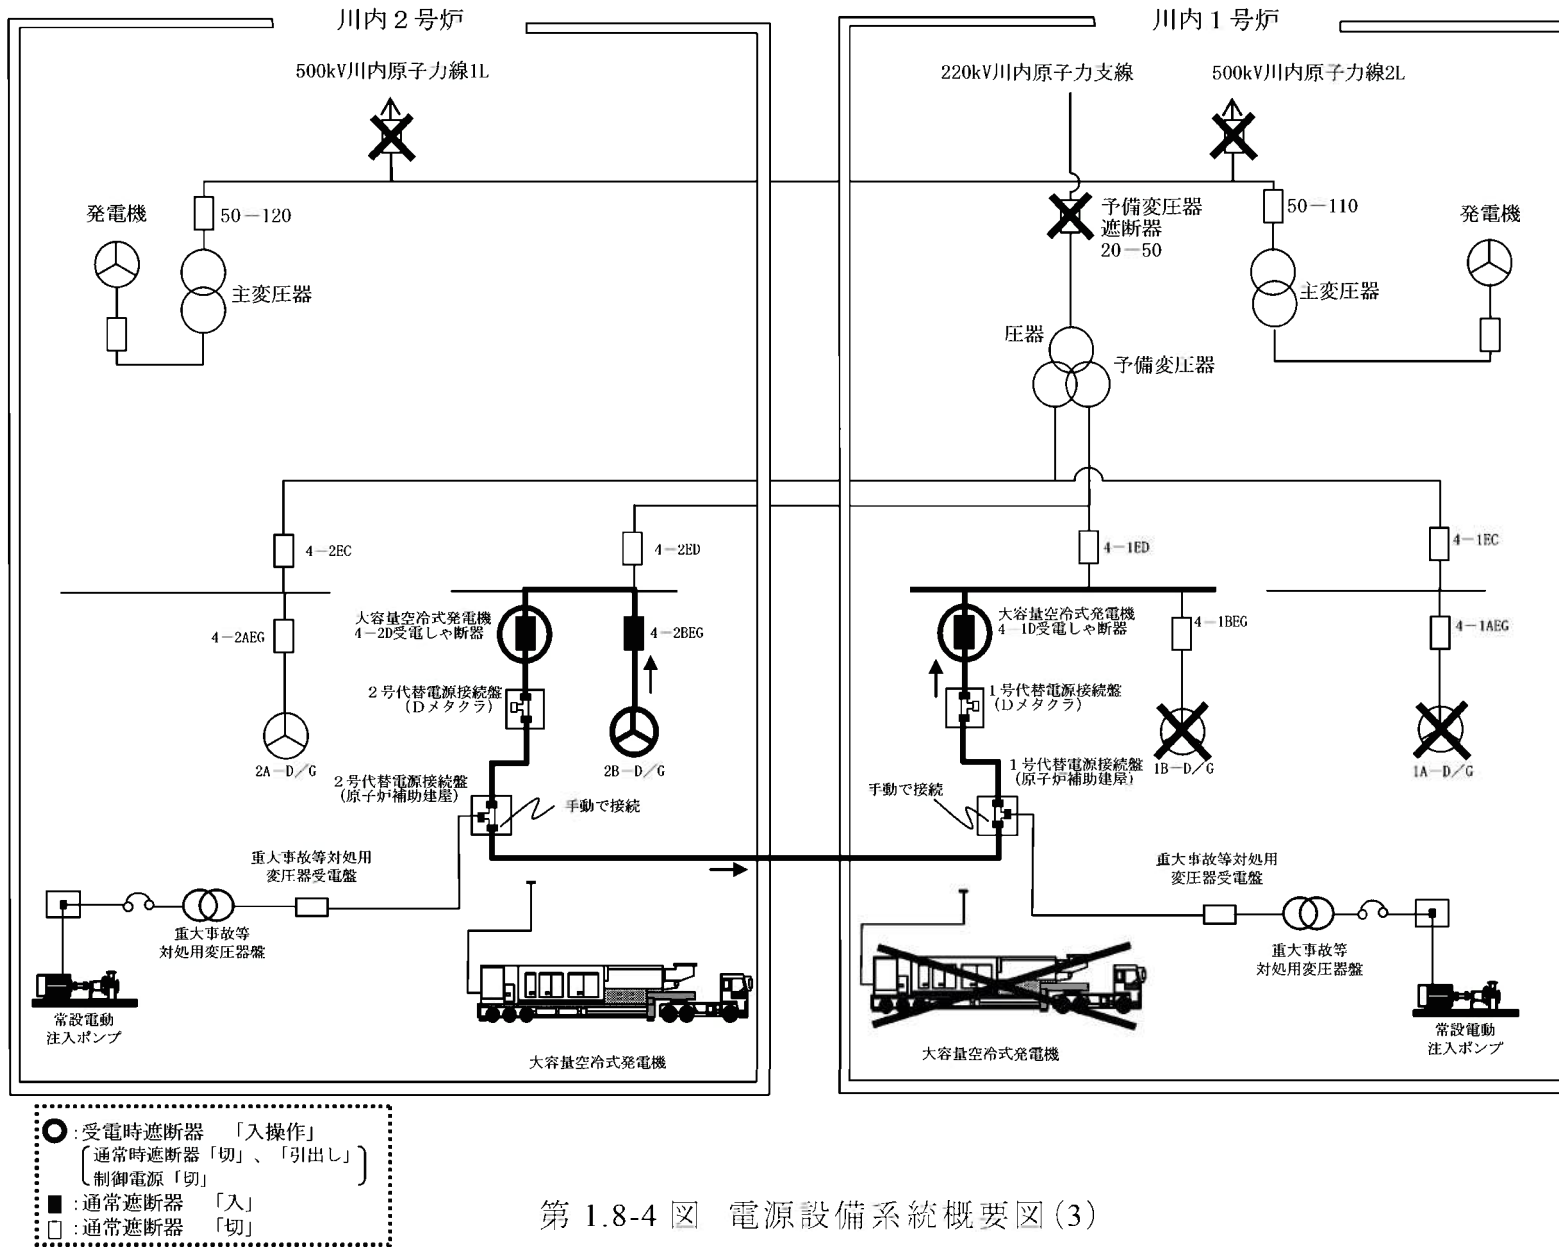 川内２号炉
川内１号炉
500kV川内原子力線1L
220kV川内原子力支線
500kV川内原子力線2L
発電機
50－120
主変圧器
予備変圧器
遮断器
20－50
50－110
発電機
主変圧器
圧器
予備変圧器
4－2EC
4－2ED
4－1ED
4－1EC
4－2AEG
大容量空冷式発電機
4－2D受電しゃ断器
4－2BEG
大容量空冷式発電機
4－1D受電しゃ断器
4－1BEG
4－1AEG
２号代替電源接続盤
（Ｄメタクラ）
１号代替電源接続盤
（Ｄメタクラ）
2A－D／G
2B－D／G
1B－D／G
1A－D／G
２号代替電源接続盤
(原子炉補助建屋)
手動で接続
１号代替電源接続盤
(原子炉補助建屋)
手動で接続
重大事故等対処用
変圧器受電盤
重大事故等対処用
変圧器受電盤
重大事故等
対処用変圧器盤
重大事故等
対処用変圧器盤
常設電動
注入ポンプ
大容量空冷式発電機
大容量空冷式発電機
常設電動
注入ポンプ
：受電時遮断器　「入操作」
通常時遮断器「切」、「引出し」
制御電源「切」
：通常遮断器　「入」
：通常遮断器　「切」
第 1.8-4 図　電源設備系統概要図(3)